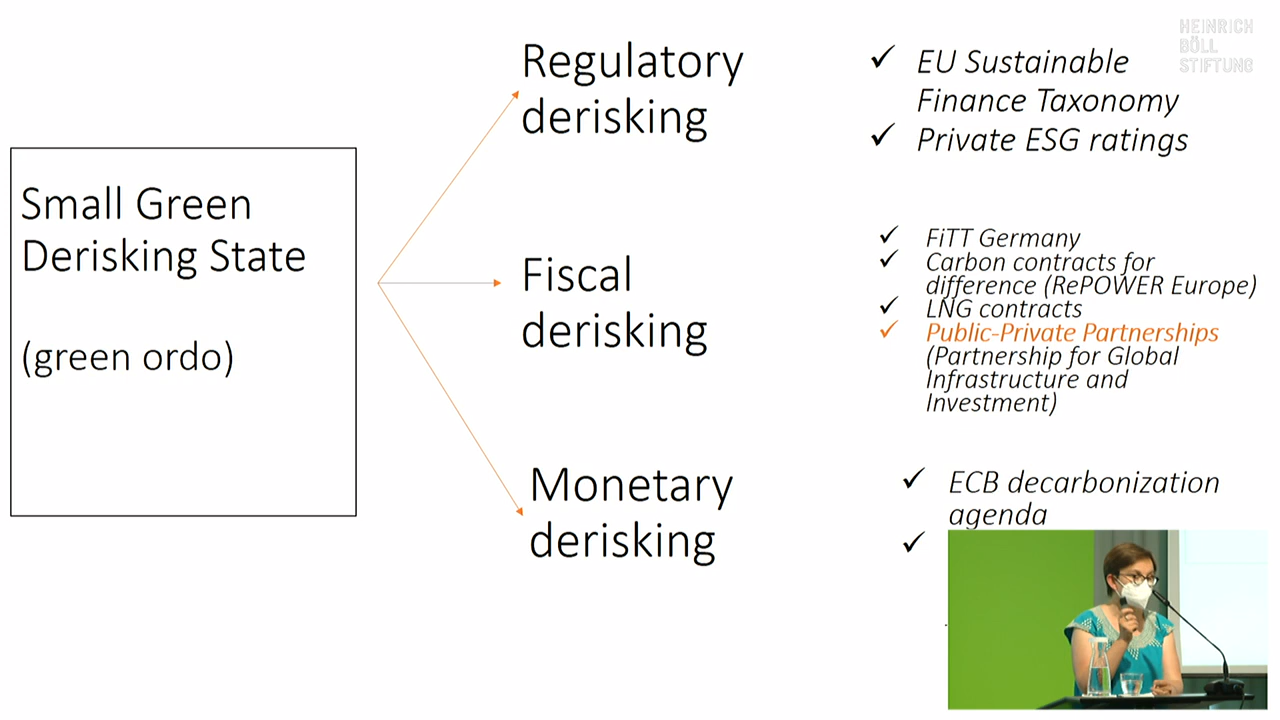 HEINRICH
BÖLL
STIFTUNG
Small Green
Derisking State
(green ordo)
Regulatory
derisking
EU Sustainable
Finance Taxonomy
Private ESG ratings
Fiscal
derisking
FiTT Germany
Carbon contracts for
difference (RePOWER Europe)
LNG contracts
Public-Private Partnerships
(Partnership for Global
Infrastructure and
Investment)
Monetary
derisking
ECB decarbonization
agenda